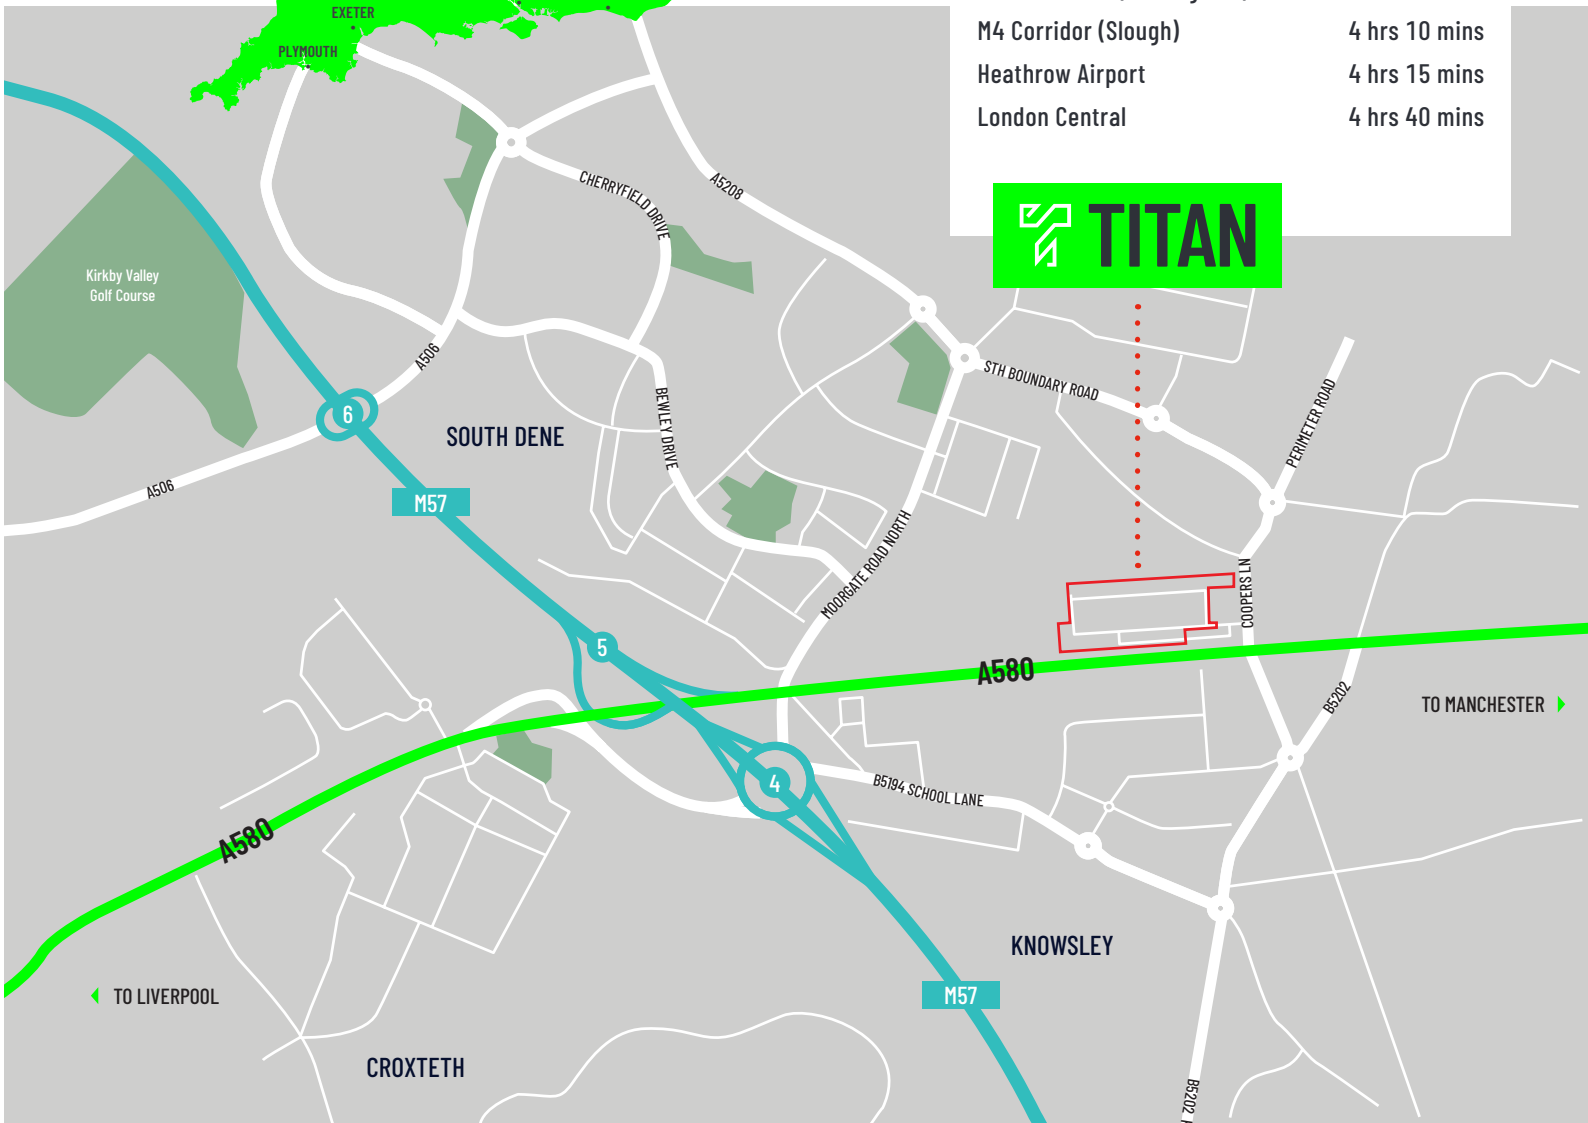 EXETER
PLYMOUTH
M4 Corridor (Slough) 4 hrs 10 mins
Heathrow Airport 4 hrs 15 mins
London Central 4 hrs 40 mins
TITAN
CHERRYFIELD DRIVE
A5208
Kirkby Valley
Golf Course
A506
STH BOUNDARY ROAD
PERIMETER ROAD
6
SOUTH DENE
BEWLEY DRIVE
A506
M57
MOORGATE ROAD NORTH
COOPERS LN
5
A580
B5202
TO MANCHESTER
4
B5194 SCHOOL LANE
A580
KNOWSLEY
TO LIVERPOOL
M57
CROXTETH
B5202